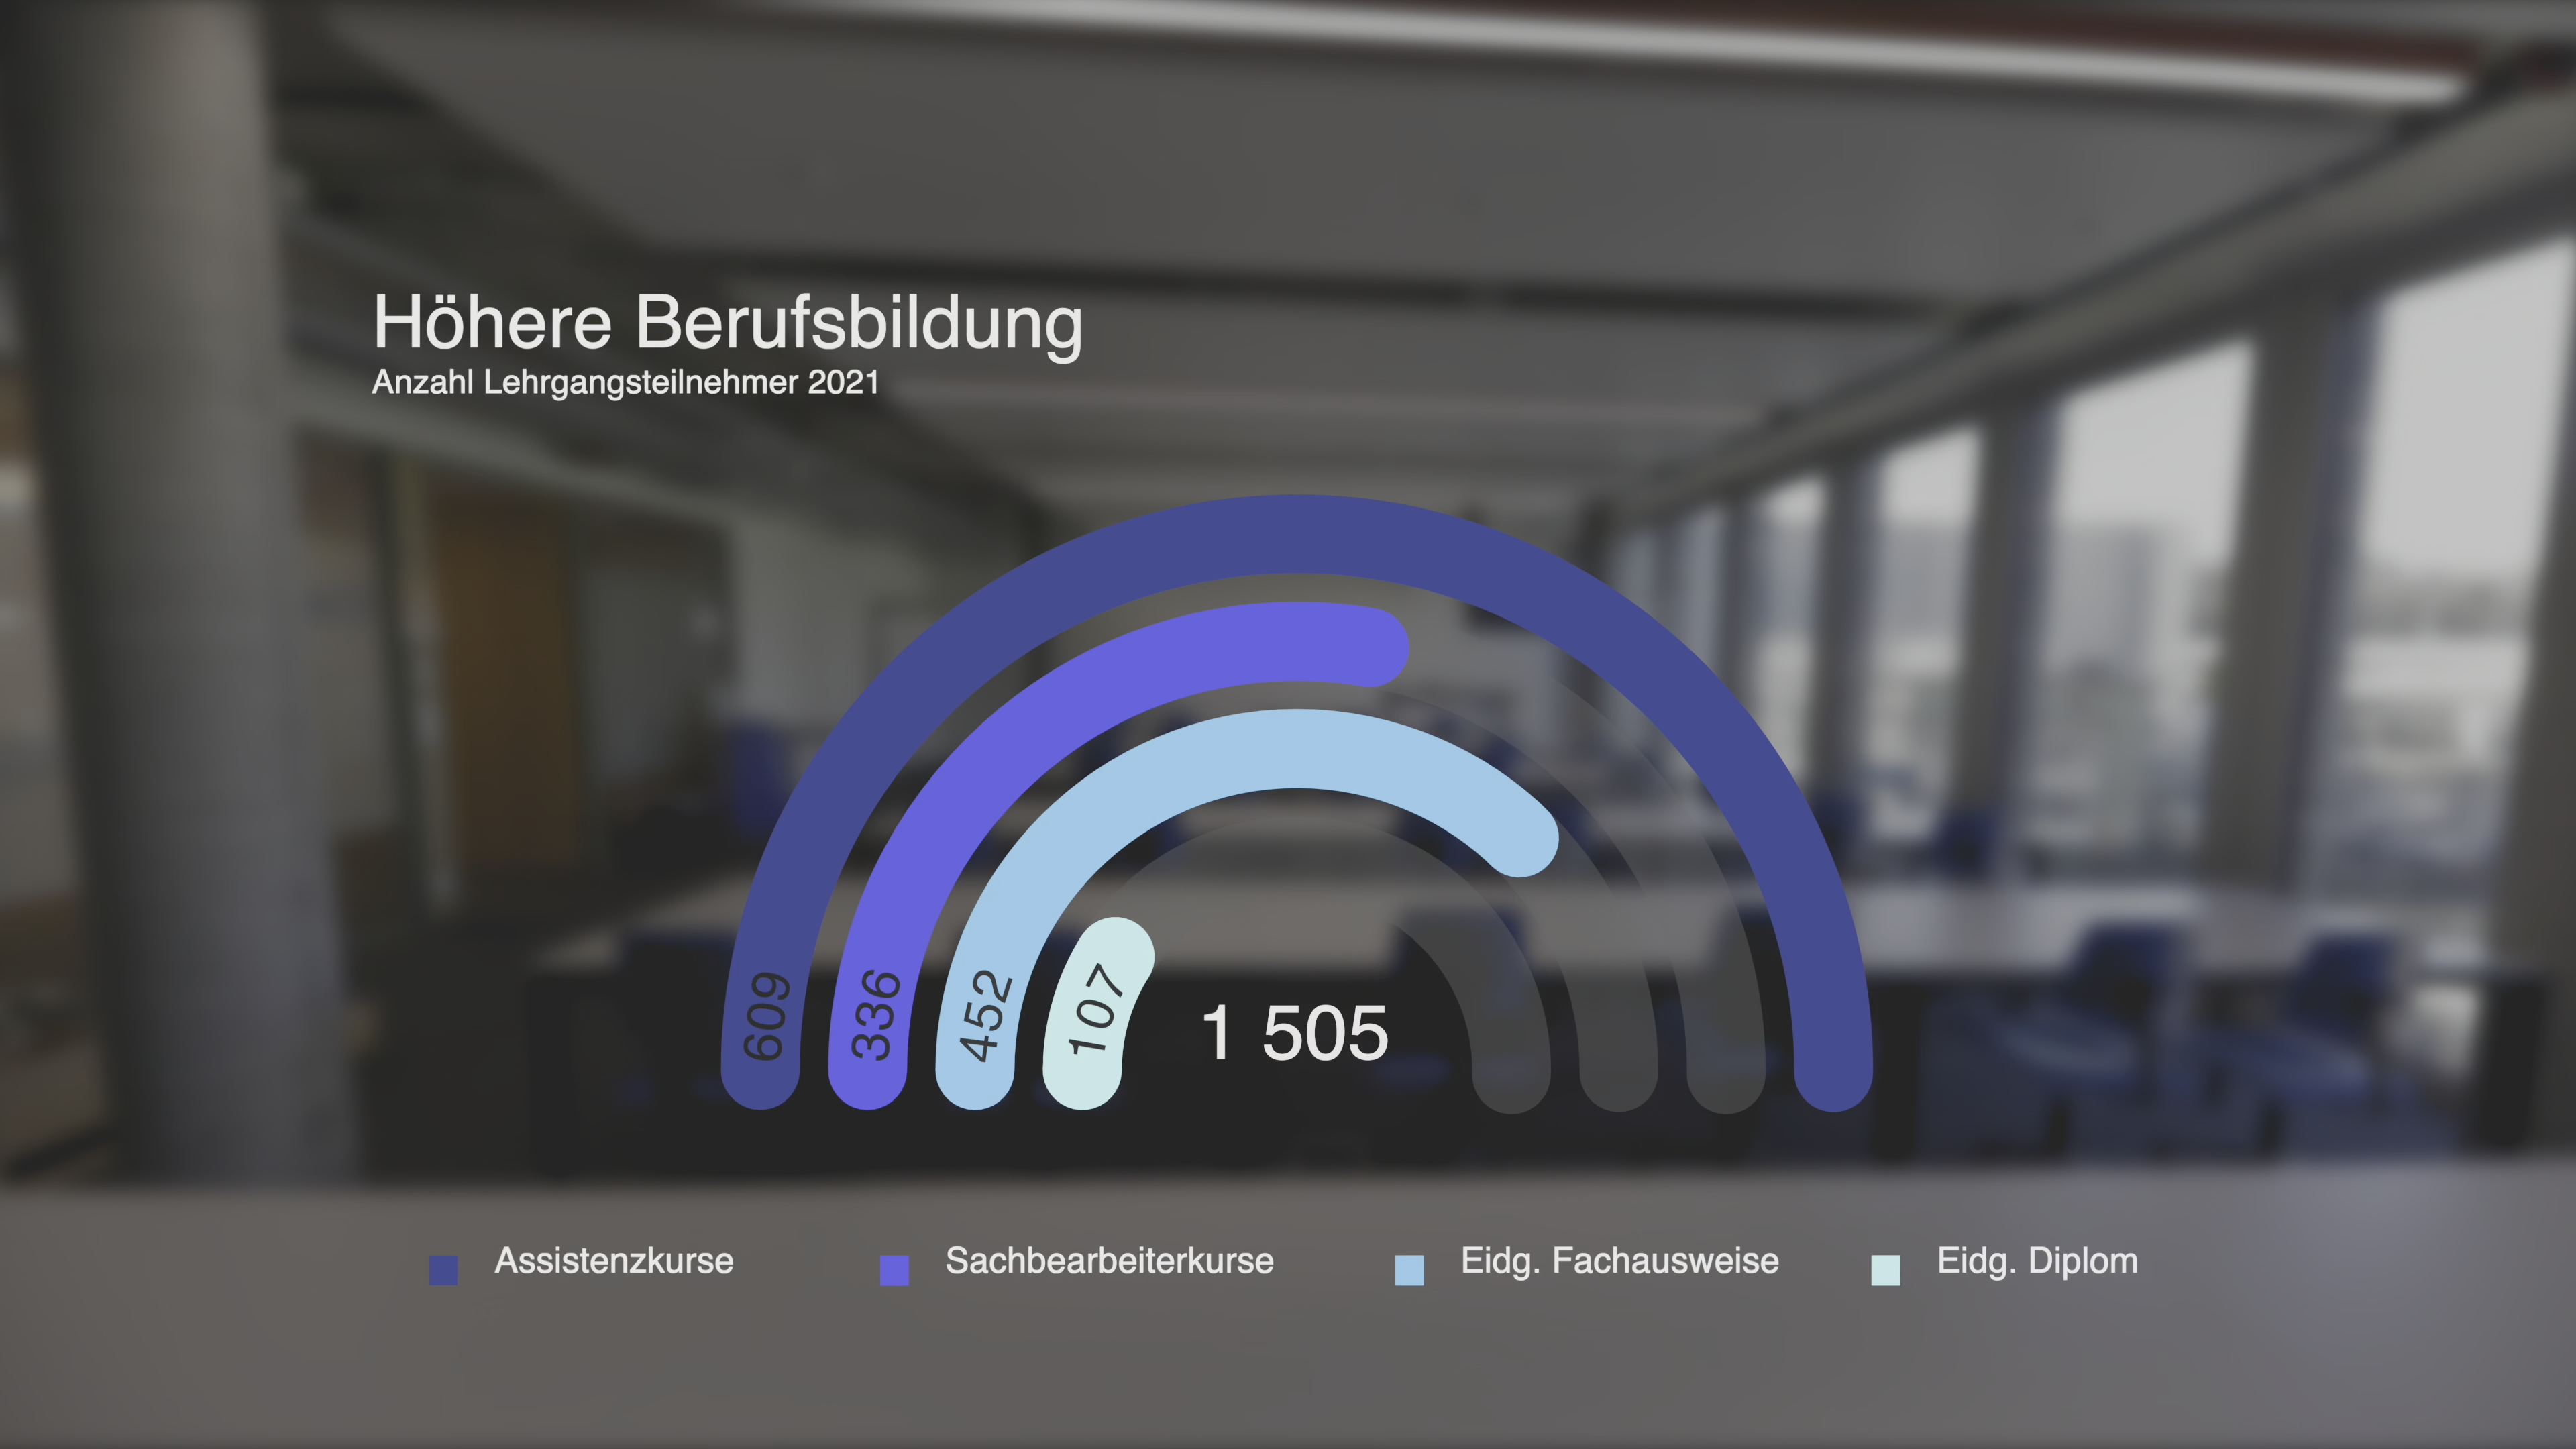 Höhere Berufsbildung
Anzahl Lehrgangsteilnehmer 2021
609
336
452
107
1 505
Assistenzkurse
Sachbearbeiterkurse
Eidg. Fachausweise
Eidg. Diplom